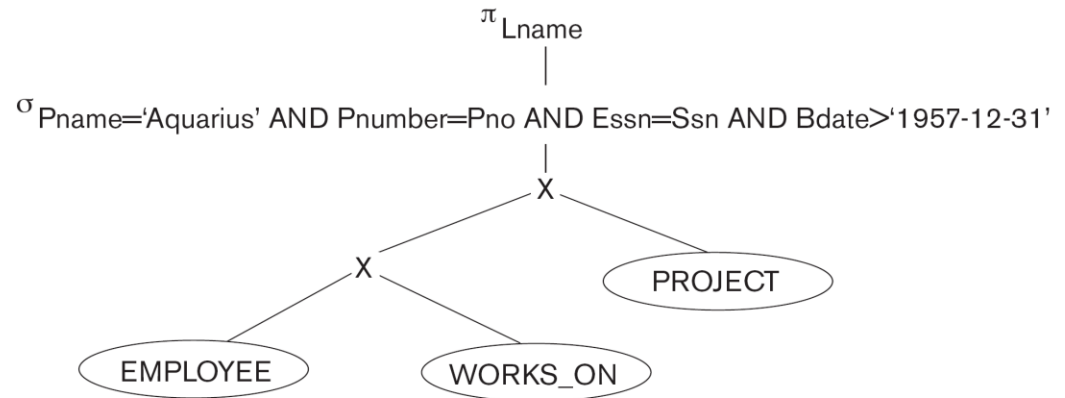 π Lname
σ Pname=‘Aquarius’ AND Pnumber=Pno AND Essn=Ssn AND Bdate>‘1957-12-31’
X
X
PROJECT
EMPLOYEE
WORKS_ON